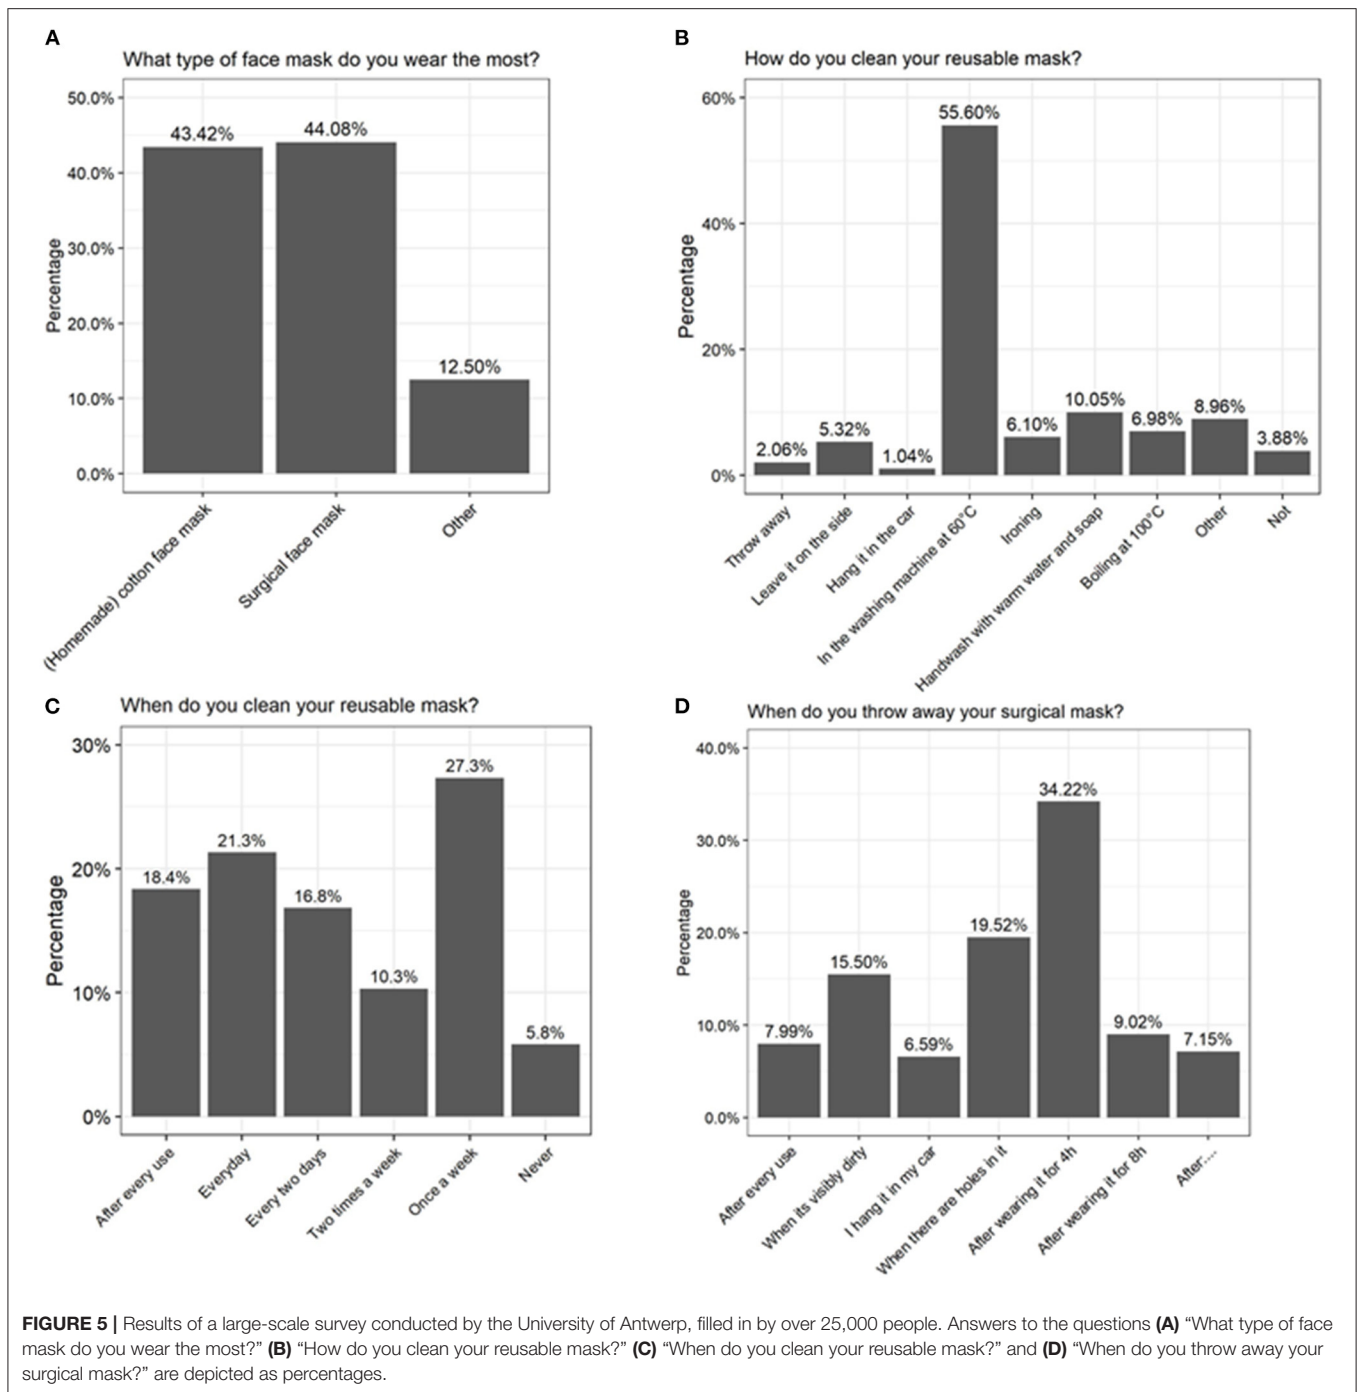 A
What type of face mask do you wear the most?
50.0%
40.0%
30.0%
20.0%
10.0%
0.0%
Percentage
43.42%
44.08%
12.50%
(Homemade) cotton face mask
Surgical face mask
Other
B
How do you clean your reusable mask?
60%
40%
20%
0%
Percentage
2.06%
5.32%
1.04%
55.60%
6.10%
10.05%
6.98%
8.96%
3.88%
Throw away
Leave it on the side
Hang it in the car
In the washing machine at 60°C
Ironing
Handwash with warm water and soap
Boiling at 100°C
Other
Not
C
When do you clean your reusable mask?
30%
20%
10%
0%
Percentage
18.4%
21.3%
16.8%
10.3%
27.3%
5.8%
After every use
Everyday
Every two days
Two times a week
Once a week
Never
D
When do you throw away your surgical mask?
40.0%
30.0%
20.0%
10.0%
0.0%
Percentage
7.99%
15.50%
6.59%
19.52%
34.22%
9.02%
7.15%
After every use
When its visibly dirty
I hang it in my car
When there are holes in it
After wearing it for 4h
After wearing it for 8h
After:....
FIGURE 5 | Results of a large-scale survey conducted by the University of Antwerp, filled in by over 25,000 people. Answers to the questions (A) “What type of face
mask do you wear the most?” (B) “How do you clean your reusable mask?” (C) “When do you clean your reusable mask?” and (D) “When do you throw away your
surgical mask?” are depicted as percentages.